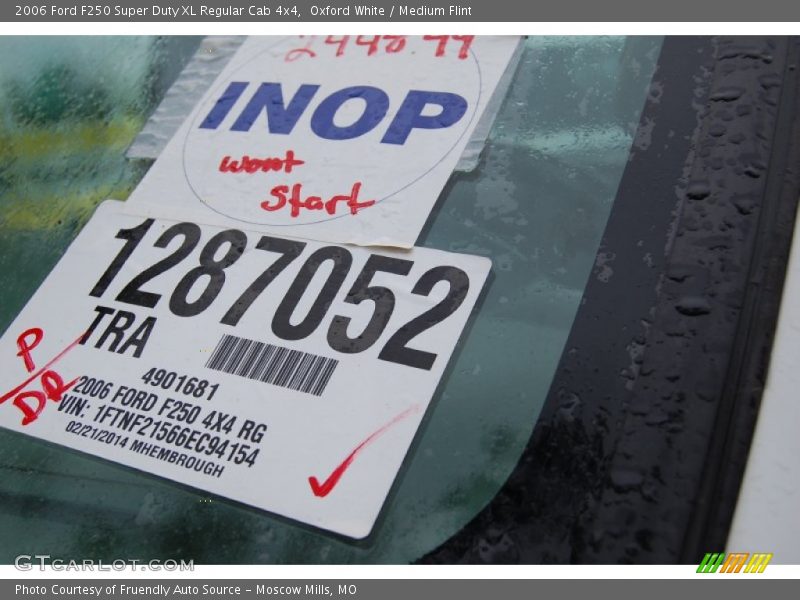 2006 Ford F250 Super Duty XL Regular Cab 4x4,  Oxford White / Medium Flint
INOP
wont
start
1287052
TRA
P
DR
4901681
2006 FORD F250 4X4 RG
VIN: 1FTNF21566EC94154
02/21/2014 MHEMBROUGH
GTCARLOT.COM
Photo Courtesy of Fruendly Auto Source - Moscow Mills, MO